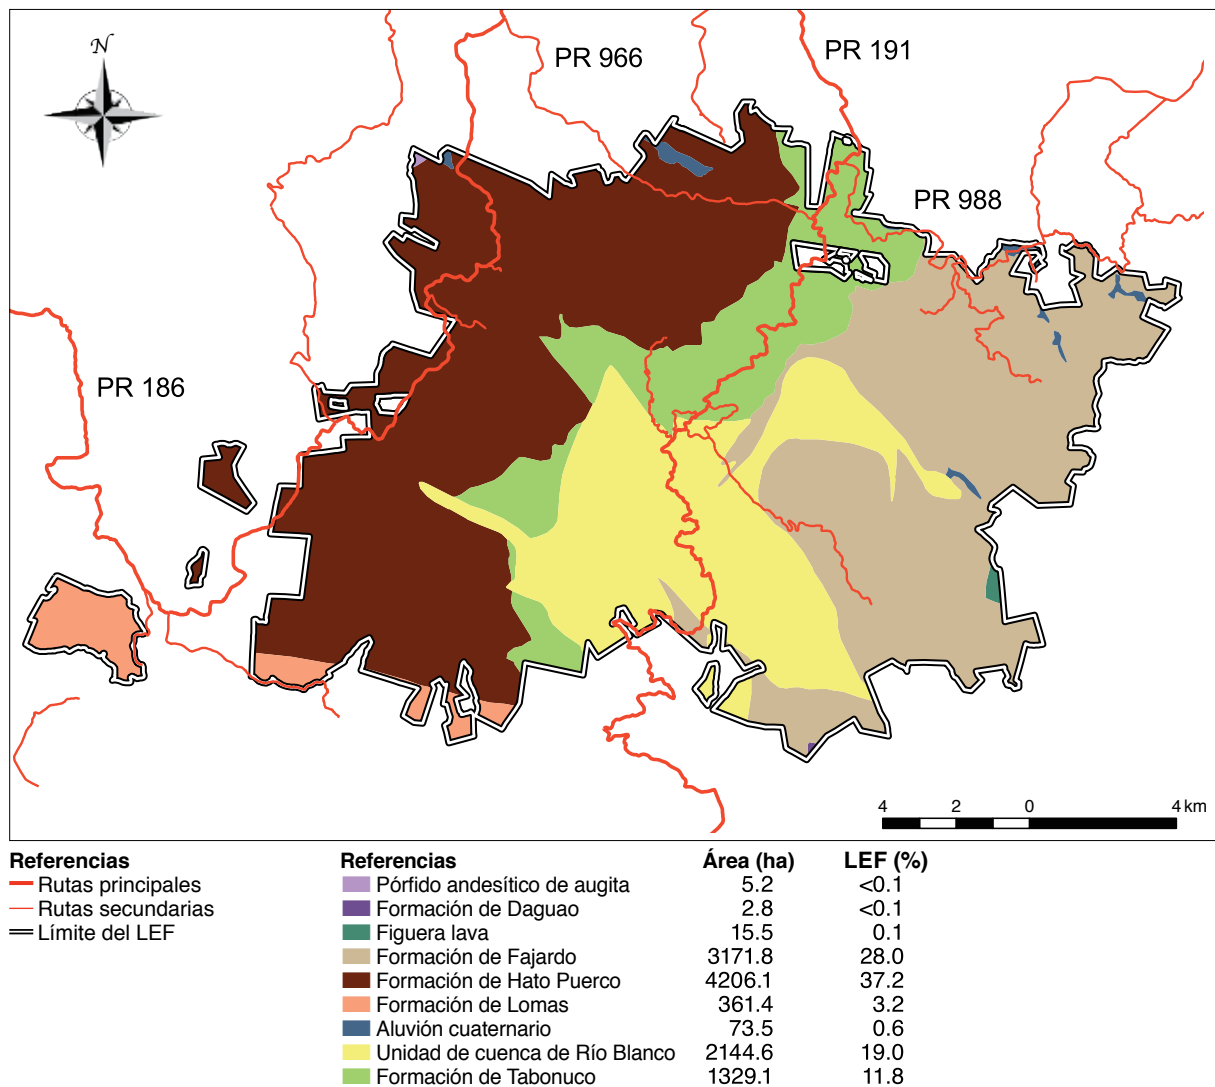 N
PR 966
PR 191
PR 988
PR 186
4 2 0 4 km
Referencias
Rutas principales
Rutas secundarias
Límite del LEF
Referencias Área (ha) LEF (%)
Pórfido andesítico de augita 5.2 <0.1
Formación de Daguao 2.8 <0.1
Figuera lava 15.5 0.1
Formación de Fajardo 3171.8 28.0
Formación de Hato Puerco 4206.1 37.2
Formación de Lomas 361.4 3.2
Aluvión cuaternario 73.5 0.6
Unidad de cuenca de Río Blanco 2144.6 19.0
Formación de Tabonuco 1329.1 11.8